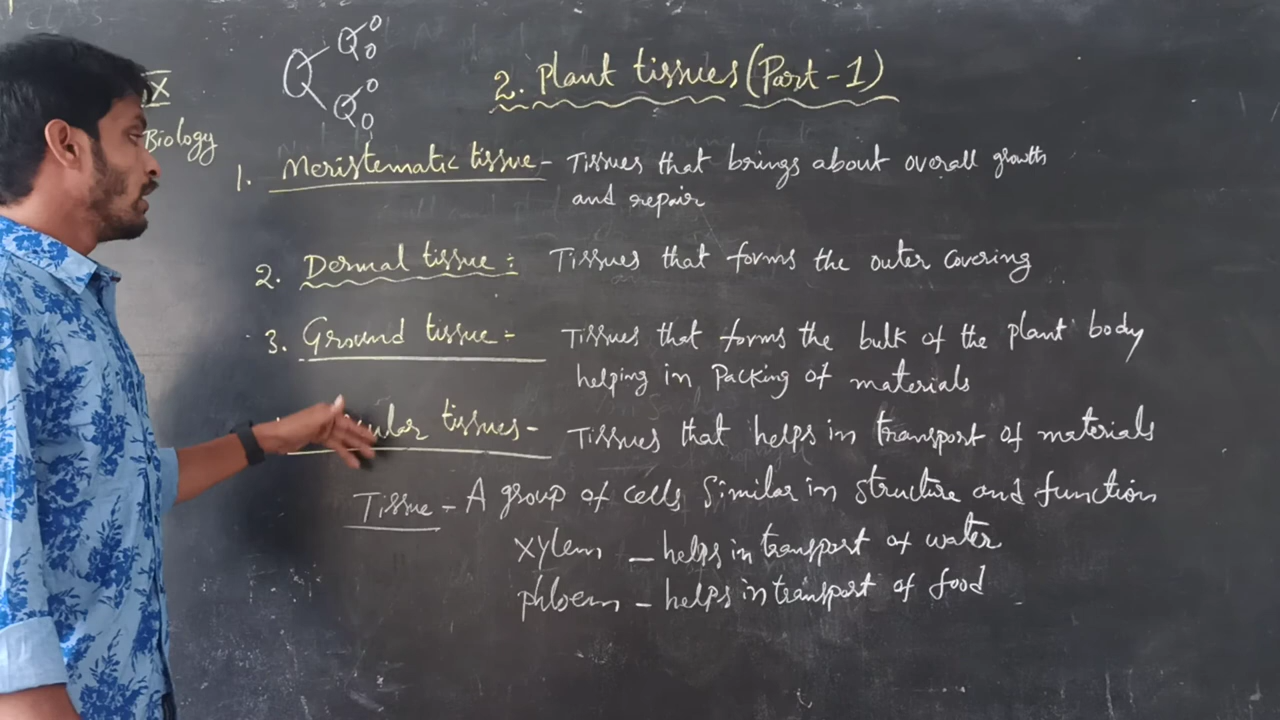 IX
Biology
2. Plant tissues (Part-1)
1. Meristematic tissue - Tissues that brings about overall growth
and repair
2. Dermal tissue :- Tissues that forms the outer covering
3. Ground tissue :- Tissues that forms the bulk of the plant body
helping in Packing of materials
tissues - Tissues that helps in transport of materials
Tissue - A group of cells Similar in structure and function
xylem - helps in transport of water
phloem - helps in transport of food